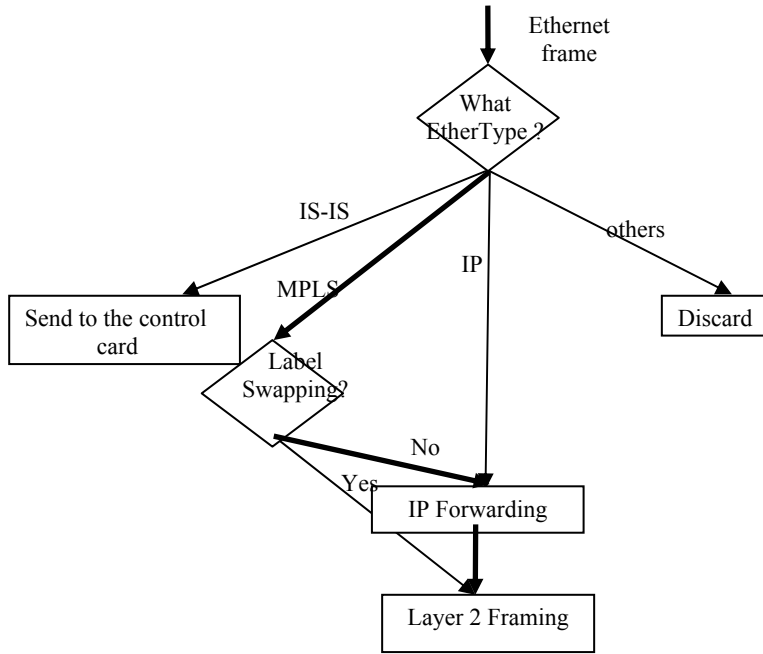 Ethernet
frame
What
EtherType ?
IS-IS
others
IP
MPLS
Send to the control
card
Discard
Label
Swapping?
No
Yes
IP Forwarding
Layer 2 Framing